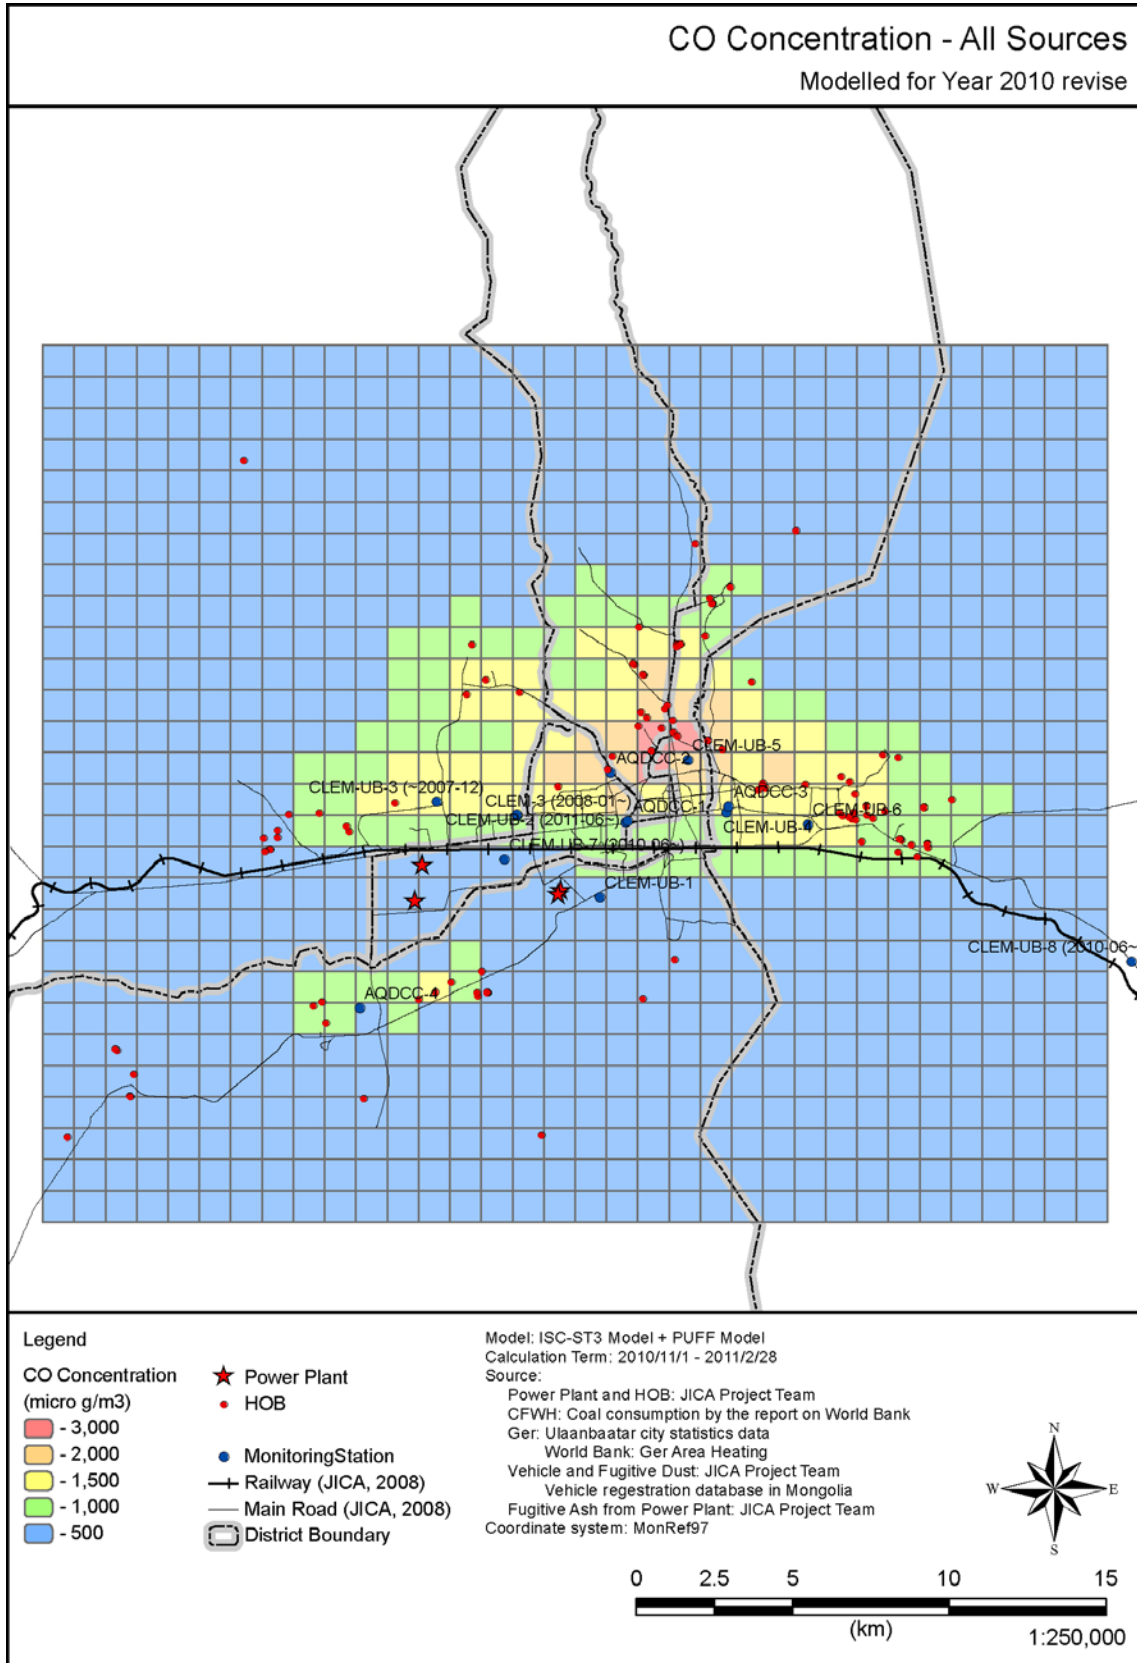 CO Concentration - All Sources
Modelled for Year 2010 revise
CLEM-UB-5
AQDCC-2
CLEM-UB-3 (~2007-12)
CLEM-3 (2008-01~)
AQDCC-1
AQDCC-3
CLEM-UB-6
CLEM-UB-2 (2011-06~)
CLEM-UB-4
CLEM-UB-7 (2010-06~)
CLEM-UB-1
CLEM-UB-8 (2010-06~
AQDCC-4
Legend
CO Concentration
(micro g/m3)
- 3,000
- 2,000
- 1,500
- 1,000
- 500
Power Plant
HOB
MonitoringStation
Railway (JICA, 2008)
Main Road (JICA, 2008)
District Boundary
Model: ISC-ST3 Model + PUFF Model
Calculation Term: 2010/11/1 - 2011/2/28
Source:
Power Plant and HOB: JICA Project Team
CFWH: Coal consumption by the report on World Bank
Ger: Ulaanbaatar city statistics data
World Bank: Ger Area Heating
Vehicle and Fugitive Dust: JICA Project Team
Vehicle regestration database in Mongolia
Fugitive Ash from Power Plant: JICA Project Team
Coordinate system: MonRef97
N
W E
S
0 2.5 5 10 15
(km)
1:250,000